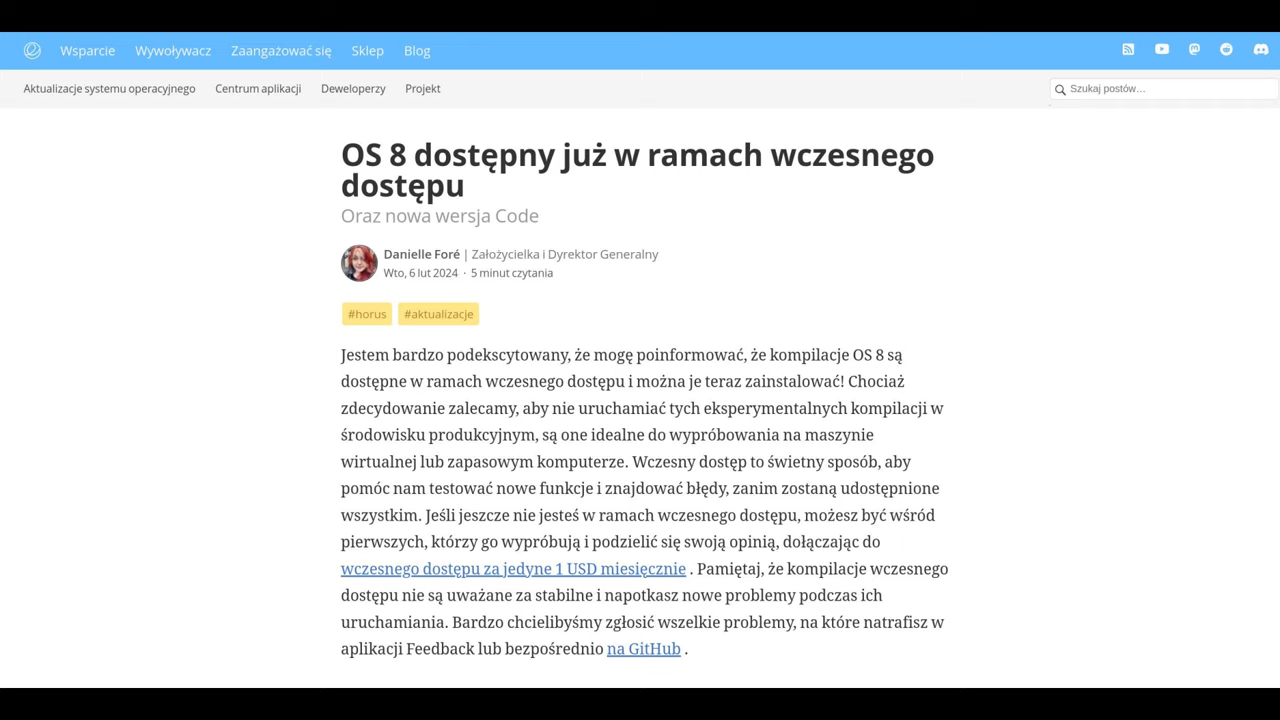 Wsparcie Wywoływacz Zaangażować się Sklep Blog
Aktualizacje systemu operacyjnego Centrum aplikacji Deweloperzy Projekt Szukaj postów...
OS 8 dostępny już w ramach wczesnego
dostępu
Oraz nowa wersja Code
Danielle Foré | Założycielka i Dyrektor Generalny
Wto, 6 lut 2024 · 5 minut czytania
#horus #aktualizacje
Jestem bardzo podekscytowany, że mogę poinformować, że kompilacje OS 8 są
dostępne w ramach wczesnego dostępu i można je teraz zainstalować! Chociaż
zdecydowanie zalecamy, aby nie uruchamiać tych eksperymentalnych kompilacji w
środowisku produkcyjnym, są one idealne do wypróbowania na maszynie
wirtualnej lub zapasowym komputerze. Wczesny dostęp to świetny sposób, aby
pomóc nam testować nowe funkcje i znajdować błędy, zanim zostaną udostępnione
wszystkim. Jeśli jeszcze nie jesteś w ramach wczesnego dostępu, możesz być wśród
pierwszych, którzy go wypróbują i podzielić się swoją opinią, dołączając do
wczesnego dostępu za jedyne 1 USD miesięcznie . Pamiętaj, że kompilacje wczesnego
dostępu nie są uważane za stabilne i napotkasz nowe problemy podczas ich
uruchamiania. Bardzo chcielibyśmy zgłosić wszelkie problemy, na które natrafisz w
aplikacji Feedback lub bezpośrednio na GitHub .